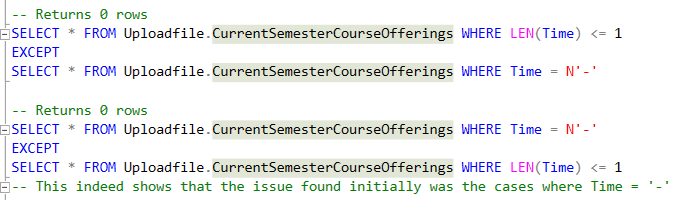 -- Returns 0 rows
SELECT * FROM Uploadfile.CurrentSemesterCourseOfferings WHERE LEN(Time) <= 1
EXCEPT
SELECT * FROM Uploadfile.CurrentSemesterCourseOfferings WHERE Time = N'-'
-- Returns 0 rows
SELECT * FROM Uploadfile.CurrentSemesterCourseOfferings WHERE Time = N'-'
EXCEPT
SELECT * FROM Uploadfile.CurrentSemesterCourseOfferings WHERE LEN(Time) <= 1
-- This indeed shows that the issue found initially was the cases where Time = '-'